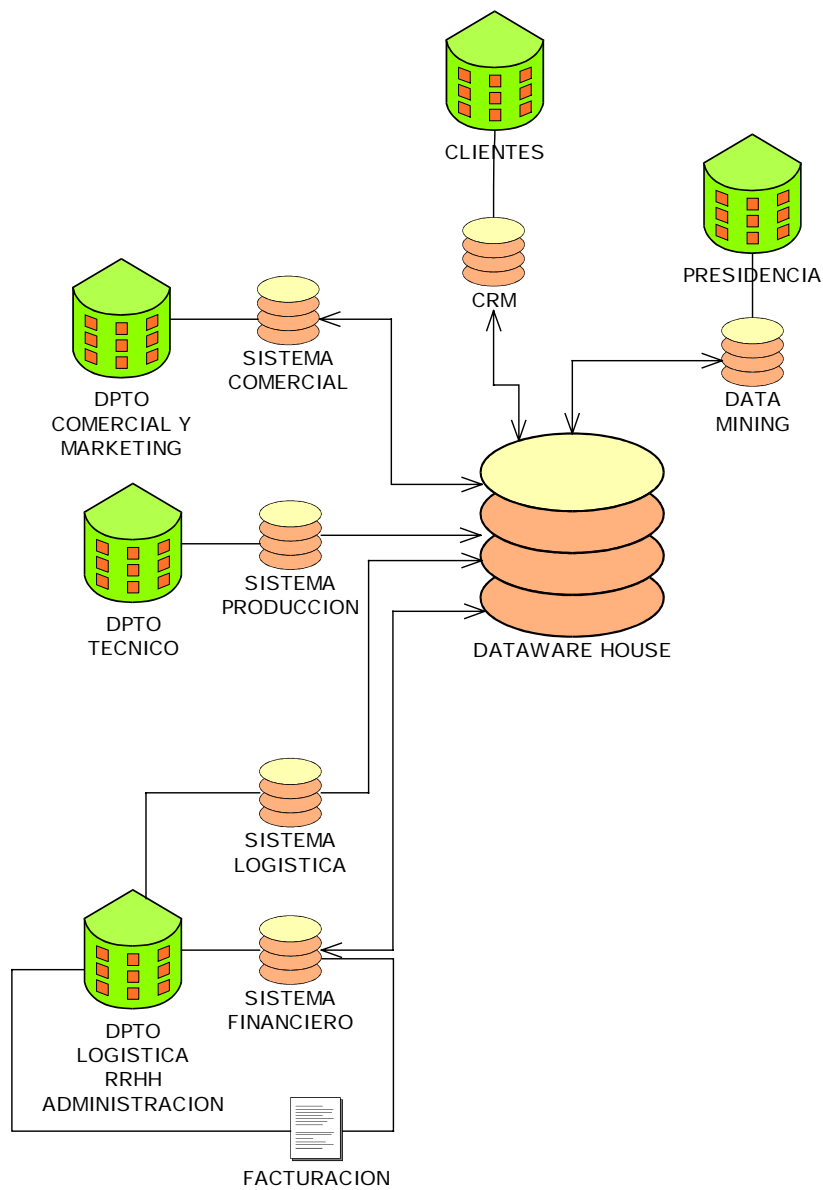 CLIENTES
PRESIDENCIA
CRM
SISTEMA
COMERCIAL
DPTO
COMERCIAL Y
MARKETING
DATA
MINING
SISTEMA
PRODUCCION
DPTO
TECNICO
DATAWARE HOUSE
SISTEMA
LOGISTICA
SISTEMA
FINANCIERO
DPTO
LOGISTICA
RRHH
ADMINISTRACION
FACTURACION